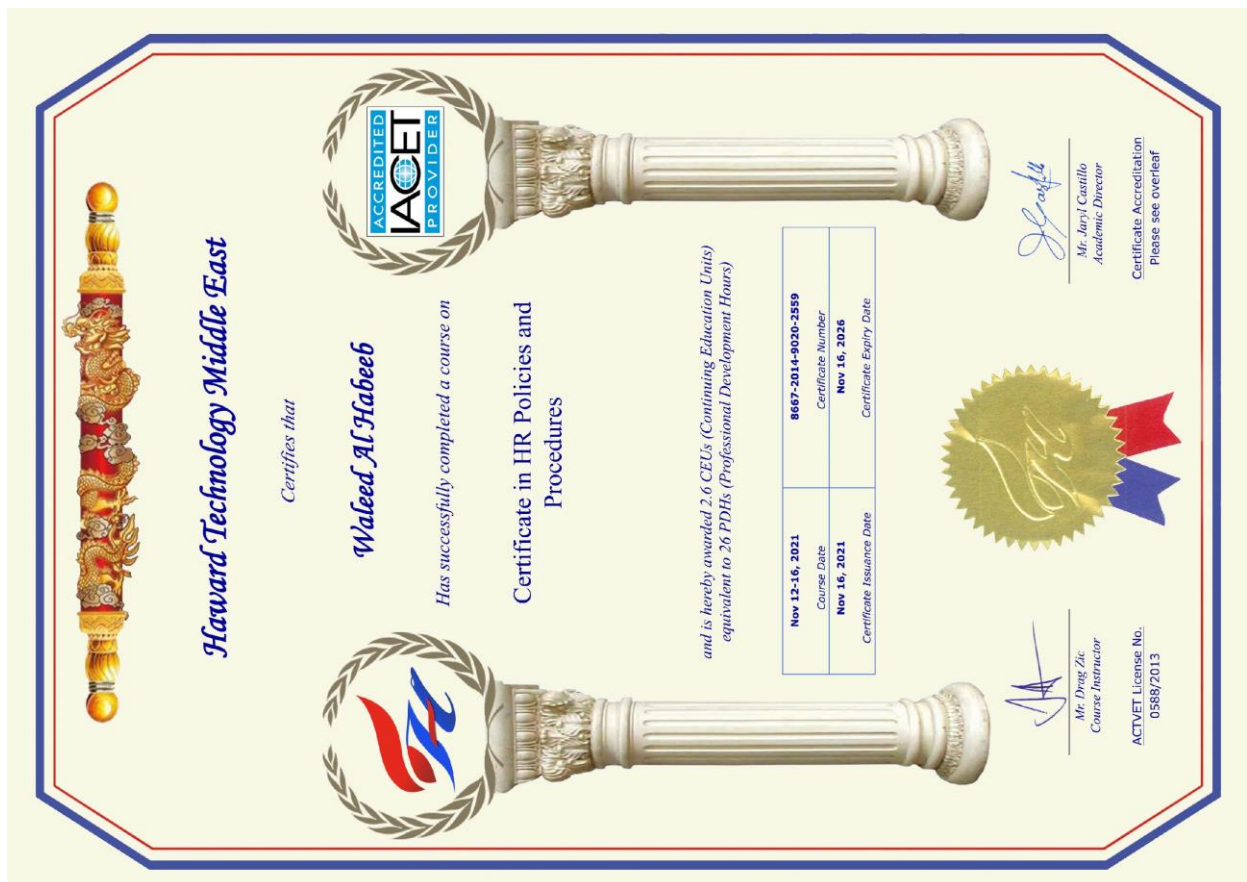 Haward Technology Middle East
Certifies that
ACCREDITED
IACET
PROVIDER
Waleed Al Habeeb
Has successfully completed a course on
Certificate in HR Policies and
Procedures
and is hereby awarded 2.6 CEUs (Continuing Education Units)
equivalent to 26 PDHs (Professional Development Hours)
Nov 12-16, 2021
8667-2014-9020-2559
Course Date
Certificate Number
Nov 16, 2021
Nov 16, 2026
Certificate Issuance Date
Certificate Expiry Date
Mr. Drag Zic
Course Instructor
Mr. Jaryl Castillo
Academic Director
ACTVET License No.
0588/2013
Certificate Accreditation
Please see overleaf